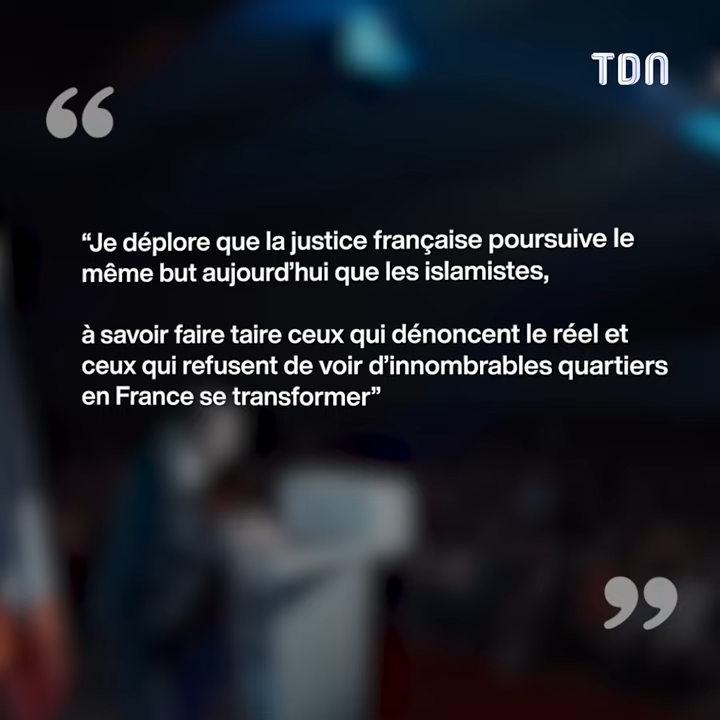 TDN
“
“Je déplore que la justice française poursuive le
même but aujourd’hui que les islamistes,
à savoir faire taire ceux qui dénoncent le réel et
ceux qui refusent de voir d’innombrables quartiers
en France se transformer”
”